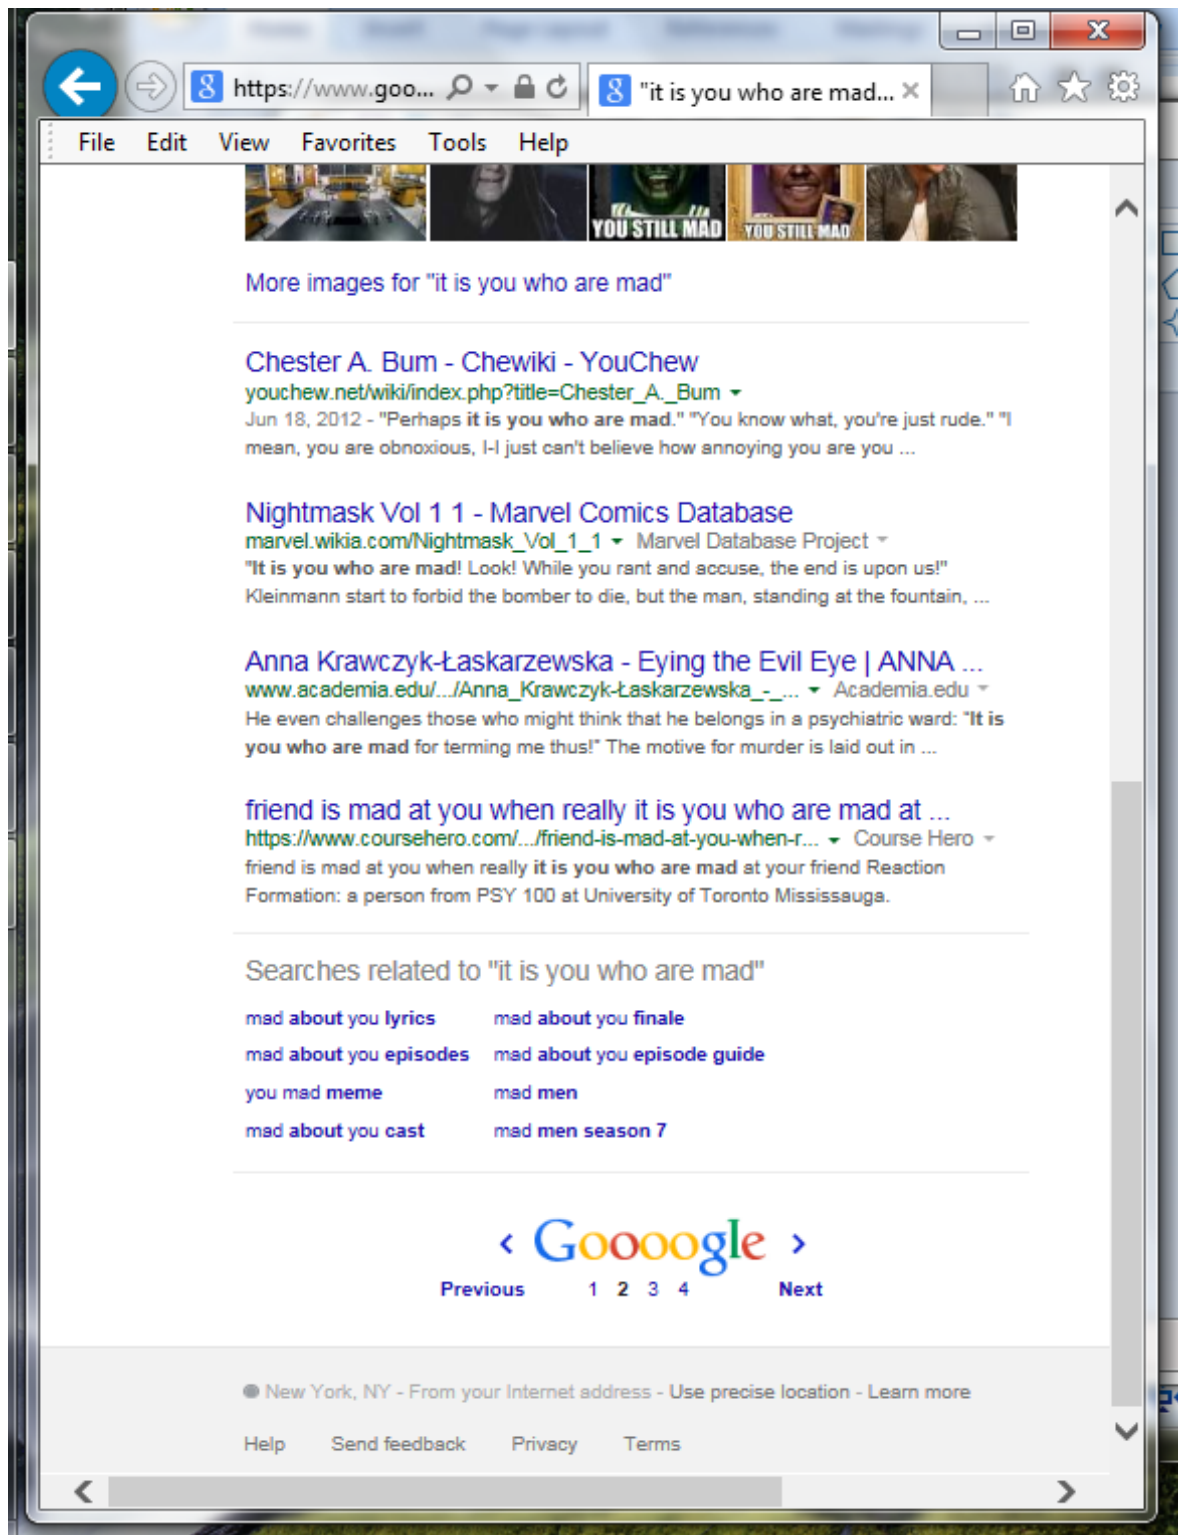 https://www.goo...
"it is you who are mad...
File Edit View Favorites Tools Help
YOU STILL MAD
YOU STILL MAD
More images for "it is you who are mad"
Chester A. Bum - Chewiki - YouChew
youchew.net/wiki/index.php?title=Chester_A._Bum
Jun 18, 2012 - "Perhaps it is you who are mad." "You know what, you're just rude." "I
mean, you are obnoxious, I-I just can't believe how annoying you are you ...
Nightmask Vol 1 1 - Marvel Comics Database
marvel.wikia.com/Nightmask_Vol_1_1 Marvel Database Project
"It is you who are mad! Look! While you rant and accuse, the end is upon us!"
Kleinmann start to forbid the bomber to die, but the man, standing at the fountain, ...
Anna Krawczyk-Łaskarzewska - Eying the Evil Eye | ANNA ...
www.academia.edu/.../Anna_Krawczyk-Łaskarzewska_-_... Academia.edu
He even challenges those who might think that he belongs in a psychiatric ward: "It is
you who are mad for terming me thus!" The motive for murder is laid out in ...
friend is mad at you when really it is you who are mad at ...
https://www.coursehero.com/.../friend-is-mad-at-you-when-r... Course Hero
friend is mad at you when really it is you who are mad at your friend Reaction
Formation: a person from PSY 100 at University of Toronto Mississauga.
Searches related to "it is you who are mad"
mad about you lyrics mad about you finale
mad about you episodes mad about you episode guide
you mad meme mad men
mad about you cast mad men season 7
< Goooogle >
Previous 1 2 3 4 Next
New York, NY - From your Internet address - Use precise location - Learn more
Help Send feedback Privacy Terms